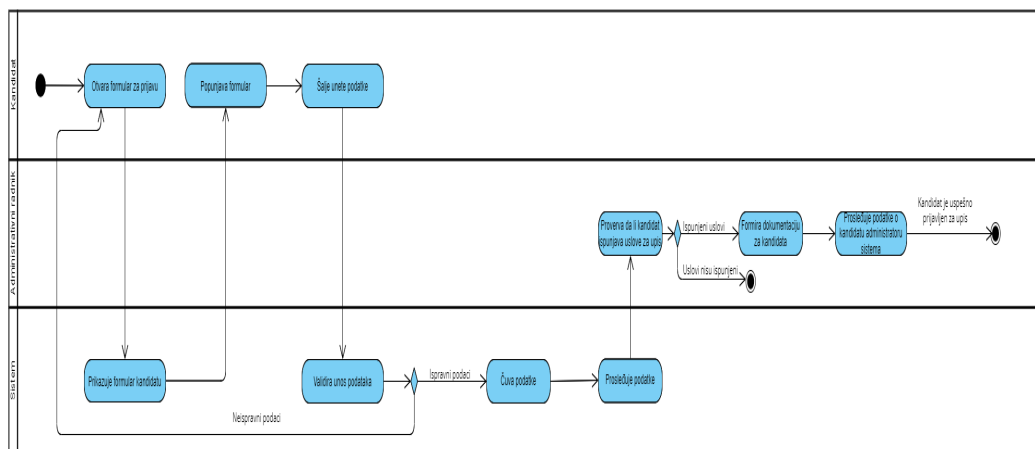 Kandidat
Otvara formular za prijavu
Popunjava formular
Šalje unete podatke
Administrativni radnik
Proverva da li kandidat
ispunjava uslove za upis
Ispunjeni uslovi
Uslovi nisu ispunjeni
Formira dokumentaciju
za kandidata
Prosleđuje podatke o
kandidatu administratoru
sistema
Kandidat je uspešno
prijavljen za upis
Sistem
Prikazuje formular kandidatu
Validira unos podataka
Ispravni podaci
Neispravni podaci
Čuva podatke
Prosleđuje podatke